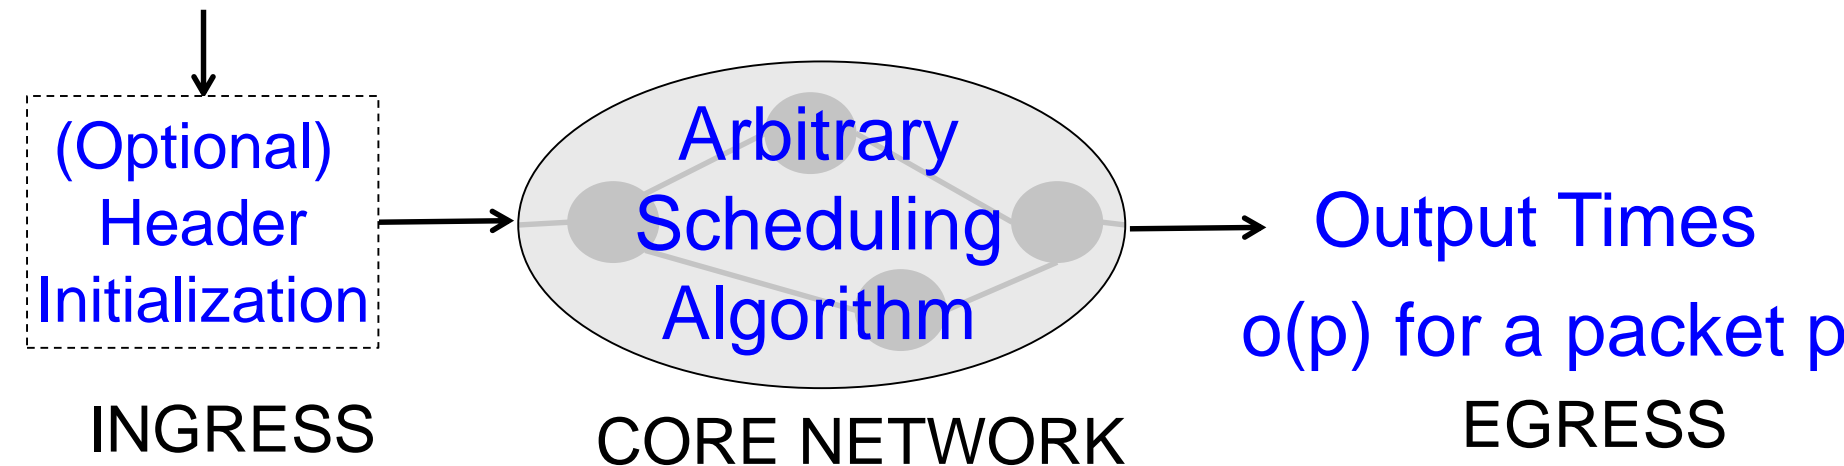 (Optional)
Header
Initialization
INGRESS
Arbitrary
Scheduling
Algorithm
CORE NETWORK
Output Times
o(p) for a packet p
EGRESS